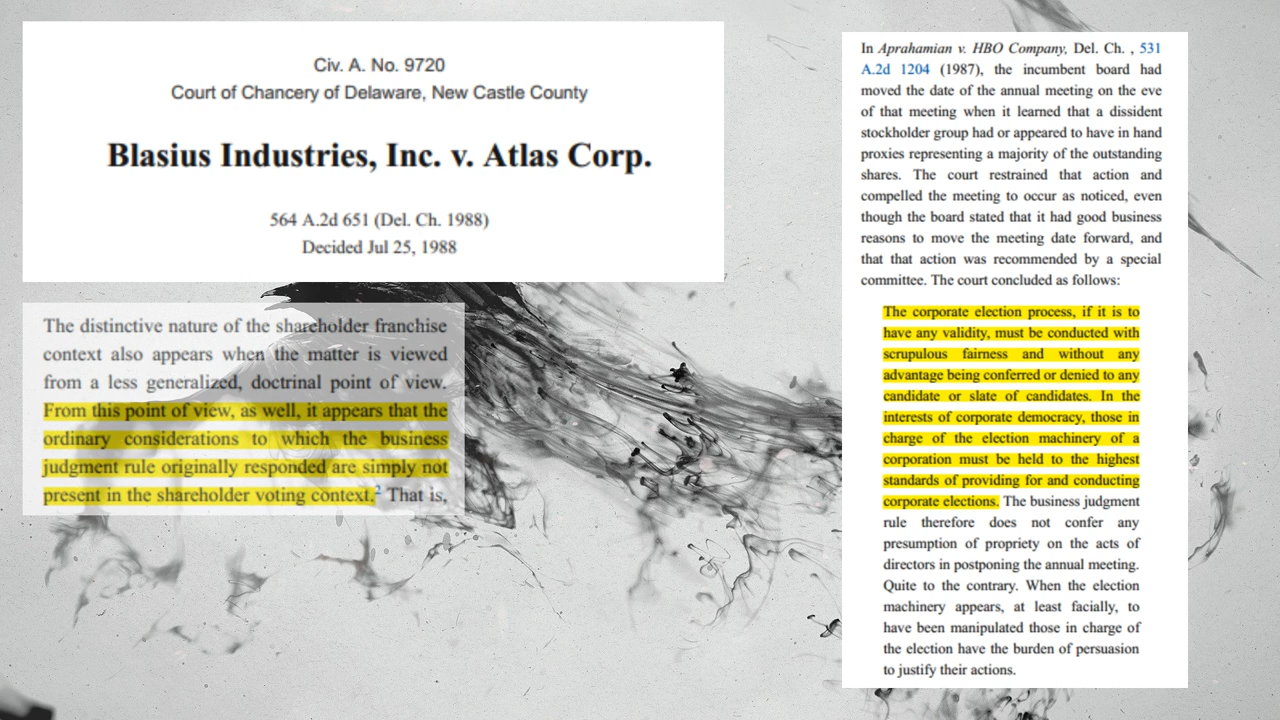 Civ. A. No. 9720
Court of Chancery of Delaware, New Castle County
Blasius Industries, Inc. v. Atlas Corp.
564 A.2d 651 (Del. Ch. 1988)
Decided Jul 25, 1988
The distinctive nature of the shareholder franchise
context also appears when the matter is viewed
from a less generalized, doctrinal point of view.
From this point of view, as well, it appears that the
ordinary considerations to which the business
judgment rule originally responded are simply not
present in the shareholder voting context.2 That is,
In Aprahamian v. HBO Company, Del. Ch. , 531
A.2d 1204 (1987), the incumbent board had
moved the date of the annual meeting on the eve
of that meeting when it learned that a dissident
stockholder group had or appeared to have in hand
proxies representing a majority of the outstanding
shares. The court restrained that action and
compelled the meeting to occur as noticed, even
though the board stated that it had good business
reasons to move the meeting date forward, and
that that action was recommended by a special
committee. The court concluded as follows:
The corporate election process, if it is to
have any validity, must be conducted with
scrupulous fairness and without any
advantage being conferred or denied to any
candidate or slate of candidates. In the
interests of corporate democracy, those in
charge of the election machinery of a
corporation must be held to the highest
standards of providing for and conducting
corporate elections. The business judgment
rule therefore does not confer any
presumption of propriety on the acts of
directors in postponing the annual meeting.
Quite to the contrary. When the election
machinery appears, at least facially, to
have been manipulated those in charge of
the election have the burden of persuasion
to justify their actions.